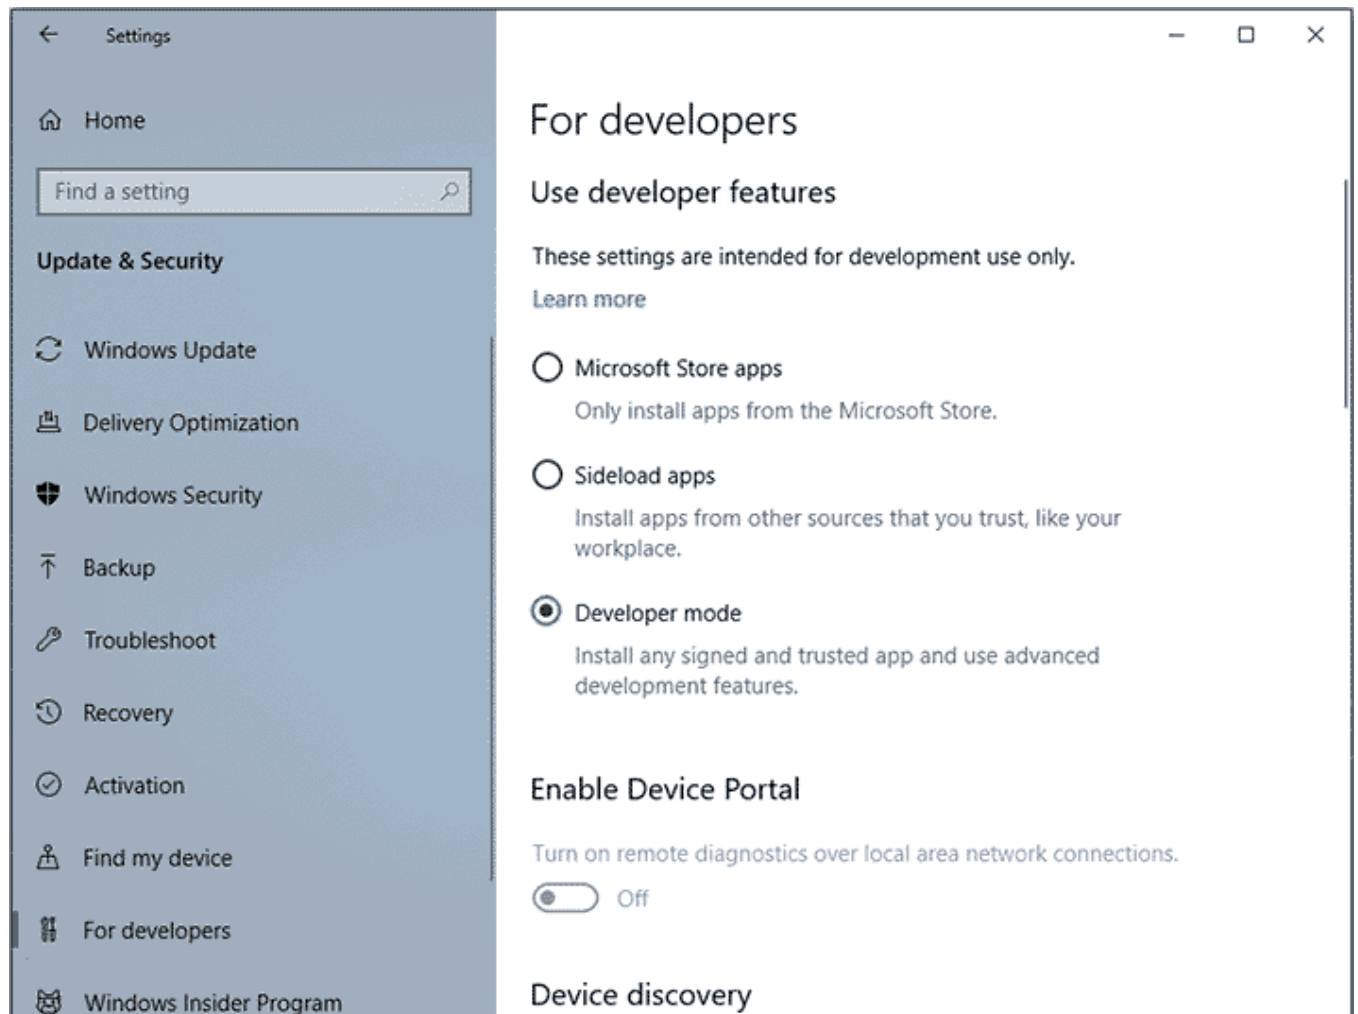 Settings
Home
Find a setting
Update & Security
Windows Update
Delivery Optimization
Windows Security
Backup
Troubleshoot
Recovery
Activation
Find my device
For developers
Windows Insider Program
For developers
Use developer features
These settings are intended for development use only.
Learn more
Microsoft Store apps
Only install apps from the Microsoft Store.
Sideload apps
Install apps from other sources that you trust, like your
workplace.
Developer mode
Install any signed and trusted app and use advanced
development features.
Enable Device Portal
Turn on remote diagnostics over local area network connections.
Off
Device discovery